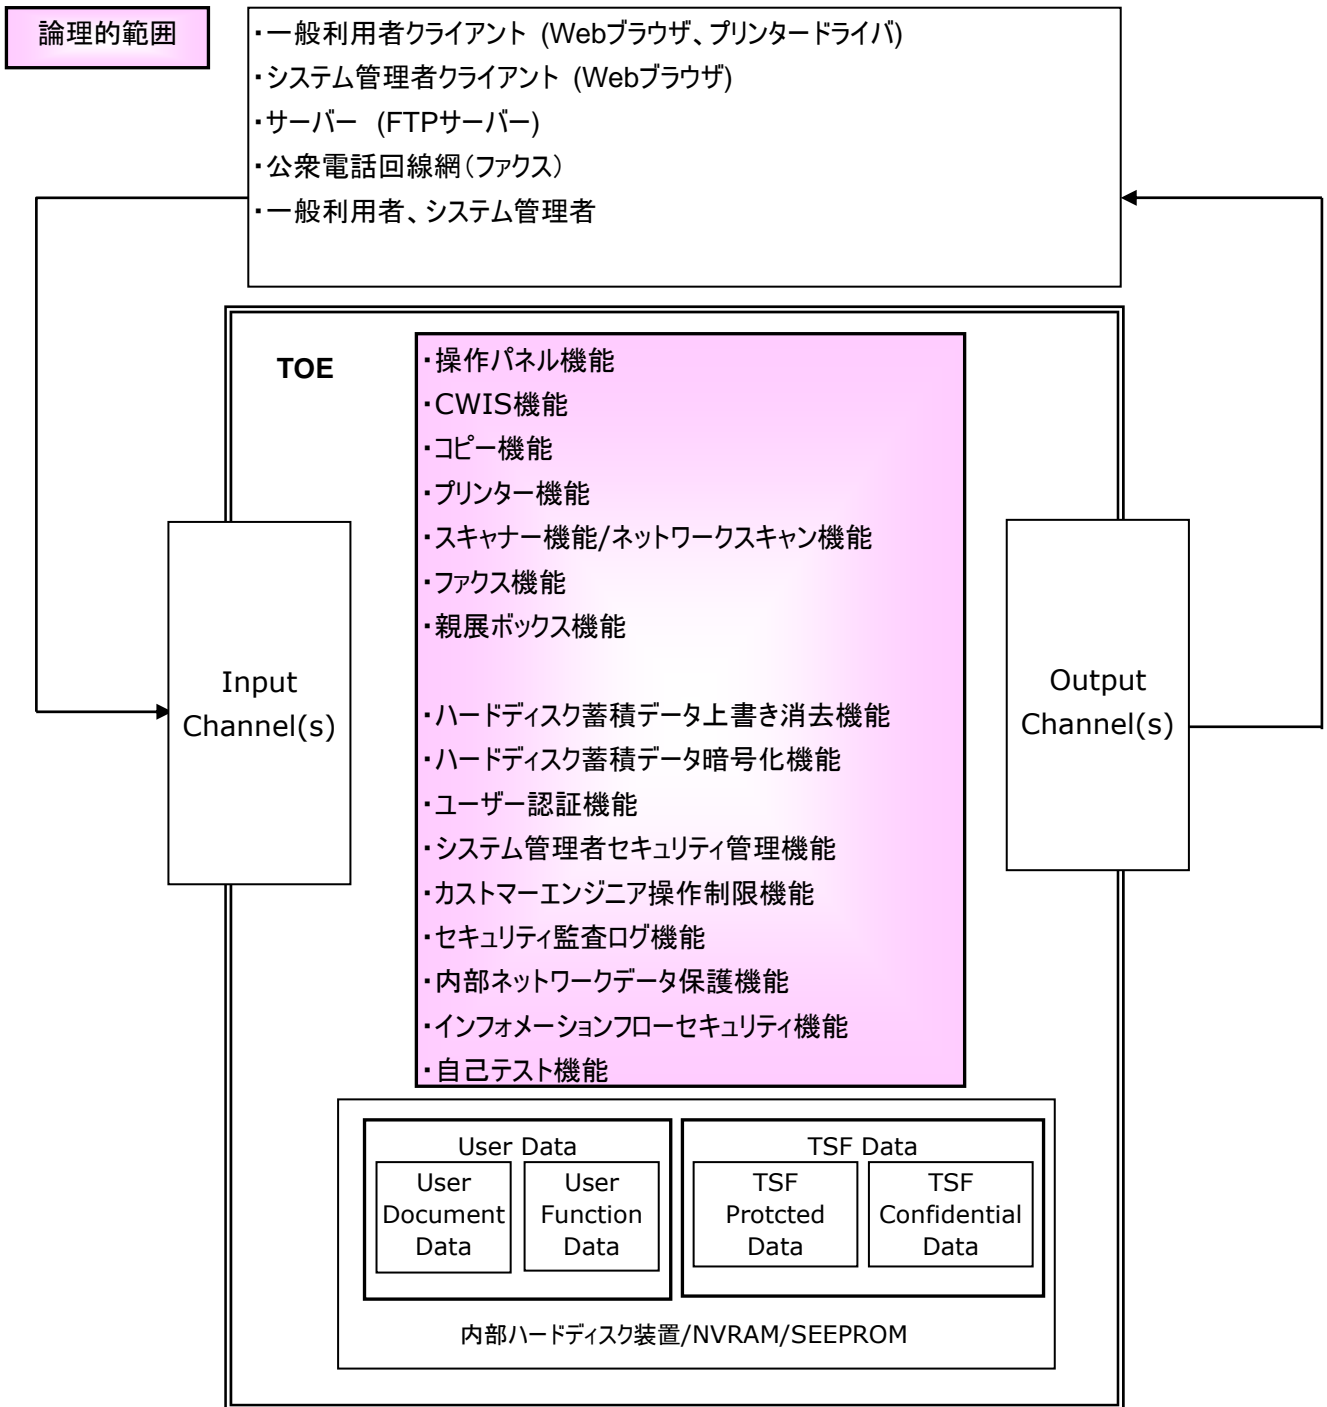 論理的範囲
・一般利用者クライアント (Webブラウザ、プリンタードライバ)
・システム管理者クライアント (Webブラウザ)
・サーバー (FTPサーバー)
・公衆電話回線網(ファクス)
・一般利用者、システム管理者
TOE
・操作パネル機能
・CWIS機能
・コピー機能
・プリンター機能
・スキャナー機能/ネットワークスキャン機能
・ファクス機能
・親展ボックス機能
・ハードディスク蓄積データ上書き消去機能
・ハードディスク蓄積データ暗号化機能
・ユーザー認証機能
・システム管理者セキュリティ管理機能
・カストマーエンジニア操作制限機能
・セキュリティ監査ログ機能
・内部ネットワークデータ保護機能
・インフォメーションフローセキュリティ機能
・自己テスト機能
Input
Channel(s)
Output
Channel(s)
User Data
User
Document
Data
User
Function
Data
TSF Data
TSF
Protcted
Data
TSF
Confidential
Data
内部ハードディスク装置/NVRAM/SEEPROM